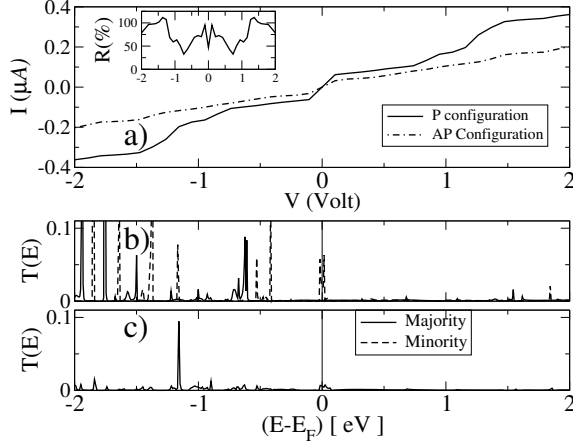 100
75
50
25
R(%)
-2 -1 0 1 2
0.4
0.2
0.0
-0.2
-0.4
I (μA)
a)
P configuration
AP Configuration
-2 -1 0 1 2
V (Volt)
0.1
0
T(E)
b)
0.1
0
T(E)
c)
Majority
Minority
-2 -1 0 1 2
(E-E_F) [ eV]